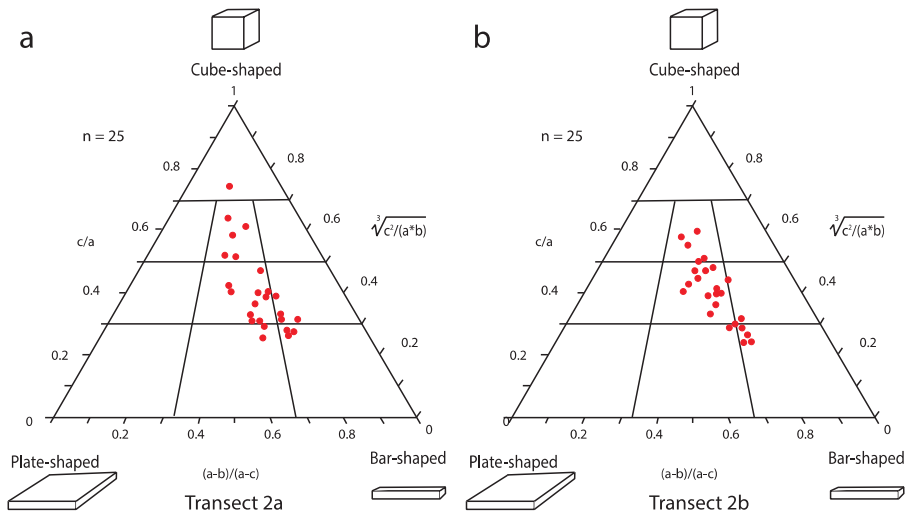 a
Cube-shaped
1
n = 25
0.8
0.8
0.6
0.6
c/a
∛c²/(a*b)
0.4
0.4
0.2
0.2
0
0
0.2
0.4
0.6
0.8
Plate-shaped
(a-b)/(a-c)
Bar-shaped
Transect 2a
b
Cube-shaped
1
n = 25
0.8
0.8
0.6
0.6
c/a
∛c²/(a*b)
0.4
0.4
0.2
0.2
0
0
0.2
0.4
0.6
0.8
Plate-shaped
(a-b)/(a-c)
Bar-shaped
Transect 2b